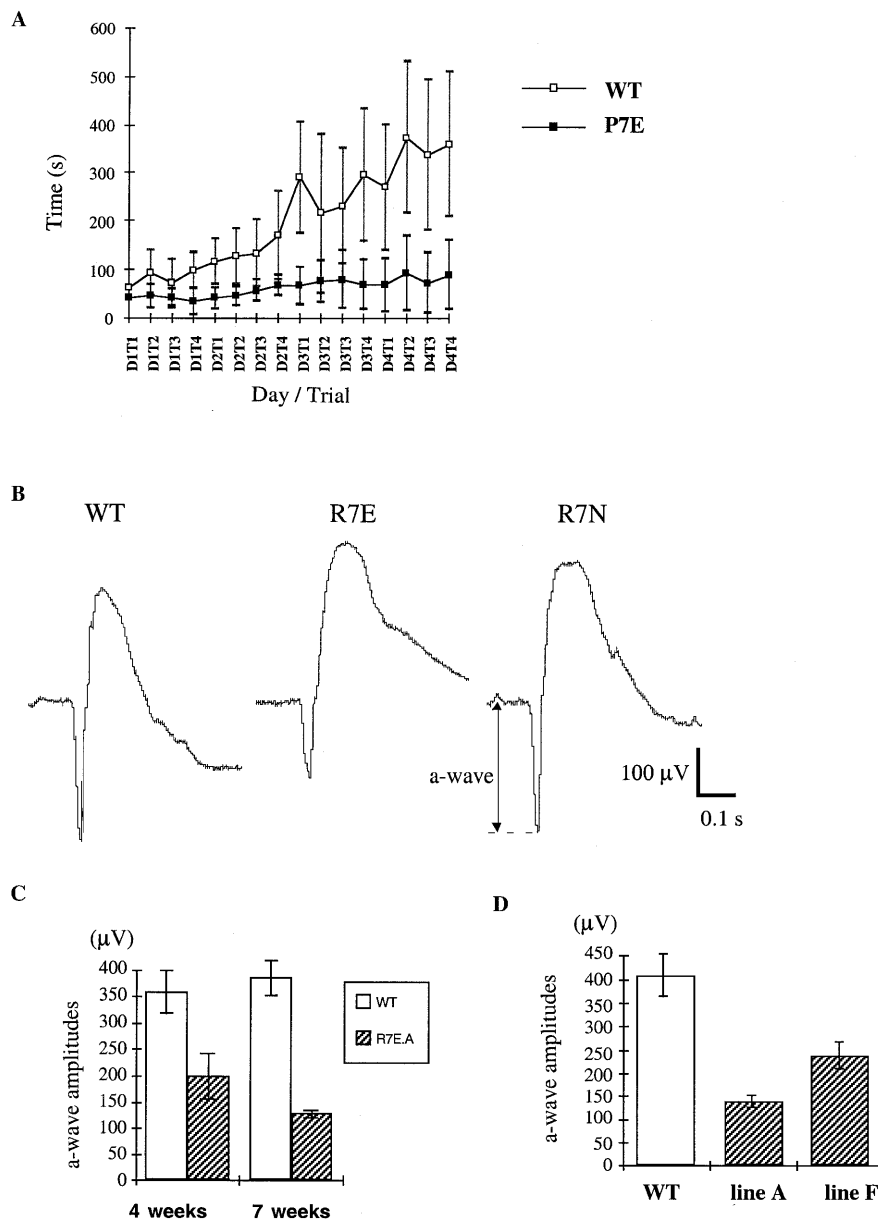 A
600
500
400
300
200
100
0
Time (s)
D1T1
D1T2
D1T3
D1T4
D2T1
D2T2
D2T3
D2T4
D3T1
D3T2
D3T3
D3T4
D4T1
D4T2
D4T3
D4T4
Day / Trial
WT
P7E
B
WT
R7E
R7N
a-wave
100 μV
0.1 s
C
(μV)
a-wave amplitudes
400
350
300
250
200
150
100
50
0
4 weeks
7 weeks
WT
R7E.A
D
(μV)
a-wave amplitudes
450
400
350
300
250
200
150
100
50
0
WT
line A
line F